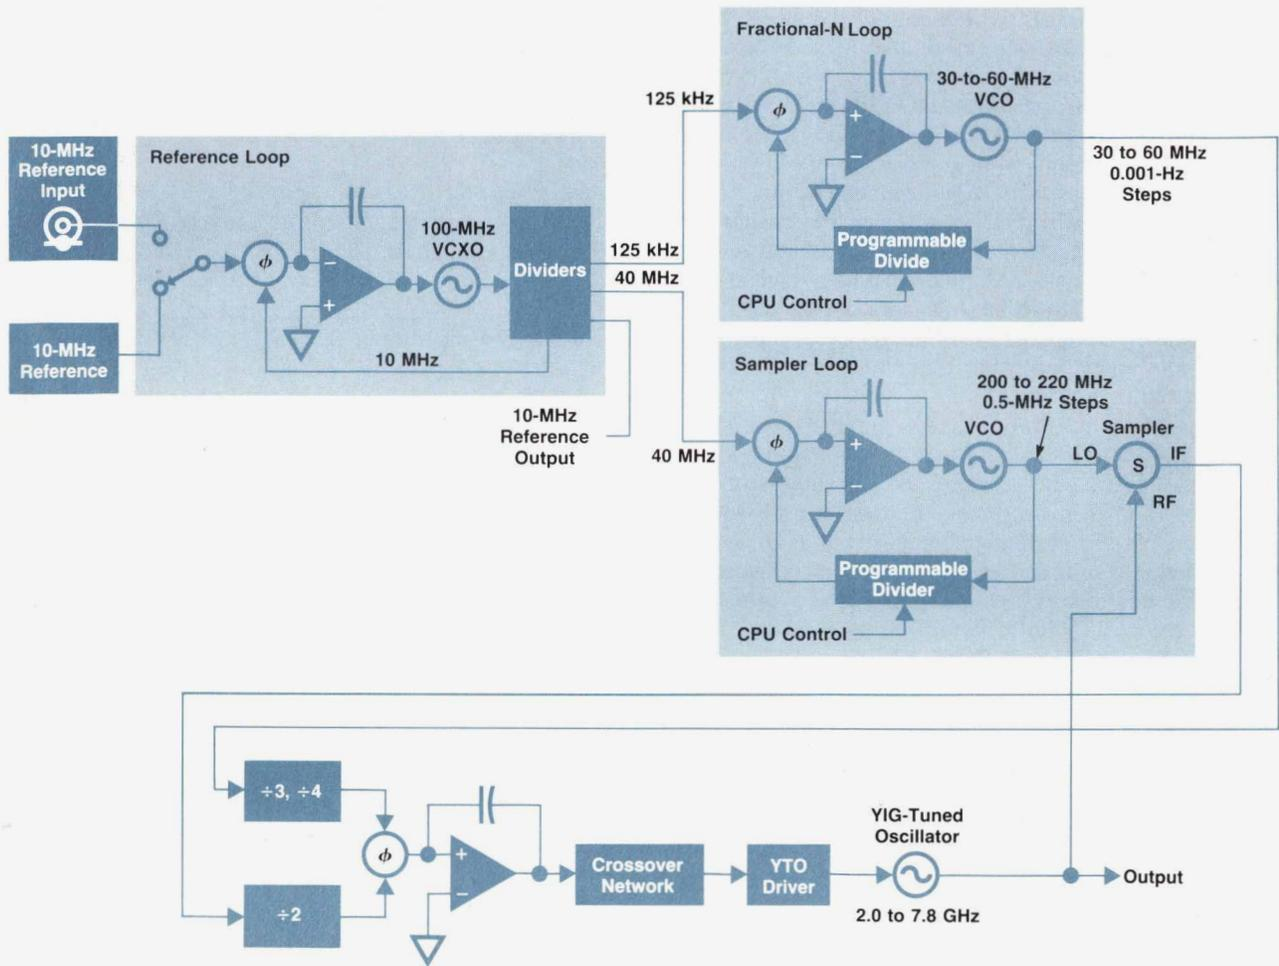 Fractional-N Loop
125 kHz
ϕ
+
−
30-to-60-MHz
VCO
30 to 60 MHz
0.001-Hz
Steps
Programmable
Divide
CPU Control
10-MHz
Reference
Input
10-MHz
Reference
Reference Loop
ϕ
−
+
100-MHz
VCXO
Dividers
125 kHz
40 MHz
10 MHz
10-MHz
Reference
Output
Sampler Loop
40 MHz
ϕ
+
−
200 to 220 MHz
0.5-MHz Steps
VCO
Sampler
LO
S
IF
RF
Programmable
Divider
CPU Control
÷3, ÷4
÷2
ϕ
+
−
Crossover
Network
YTO
Driver
YIG-Tuned
Oscillator
2.0 to 7.8 GHz
Output